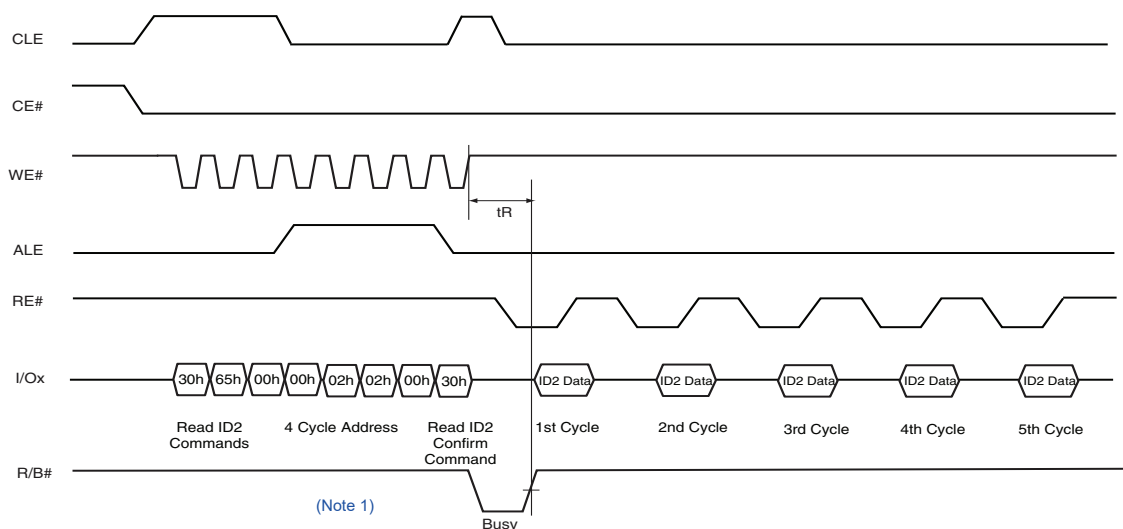 CLE
CE#
WE#
tR
ALE
RE#
I/Ox
30h 65h 00h 00h 02h 02h 00h 30h ID2 Data ID2 Data ID2 Data ID2 Data ID2 Data
Read ID2
Commands
4 Cycle Address
Read ID2
Confirm
Command
1st Cycle
2nd Cycle
3rd Cycle
4th Cycle
5th Cycle
R/B#
(Note 1)
Busy